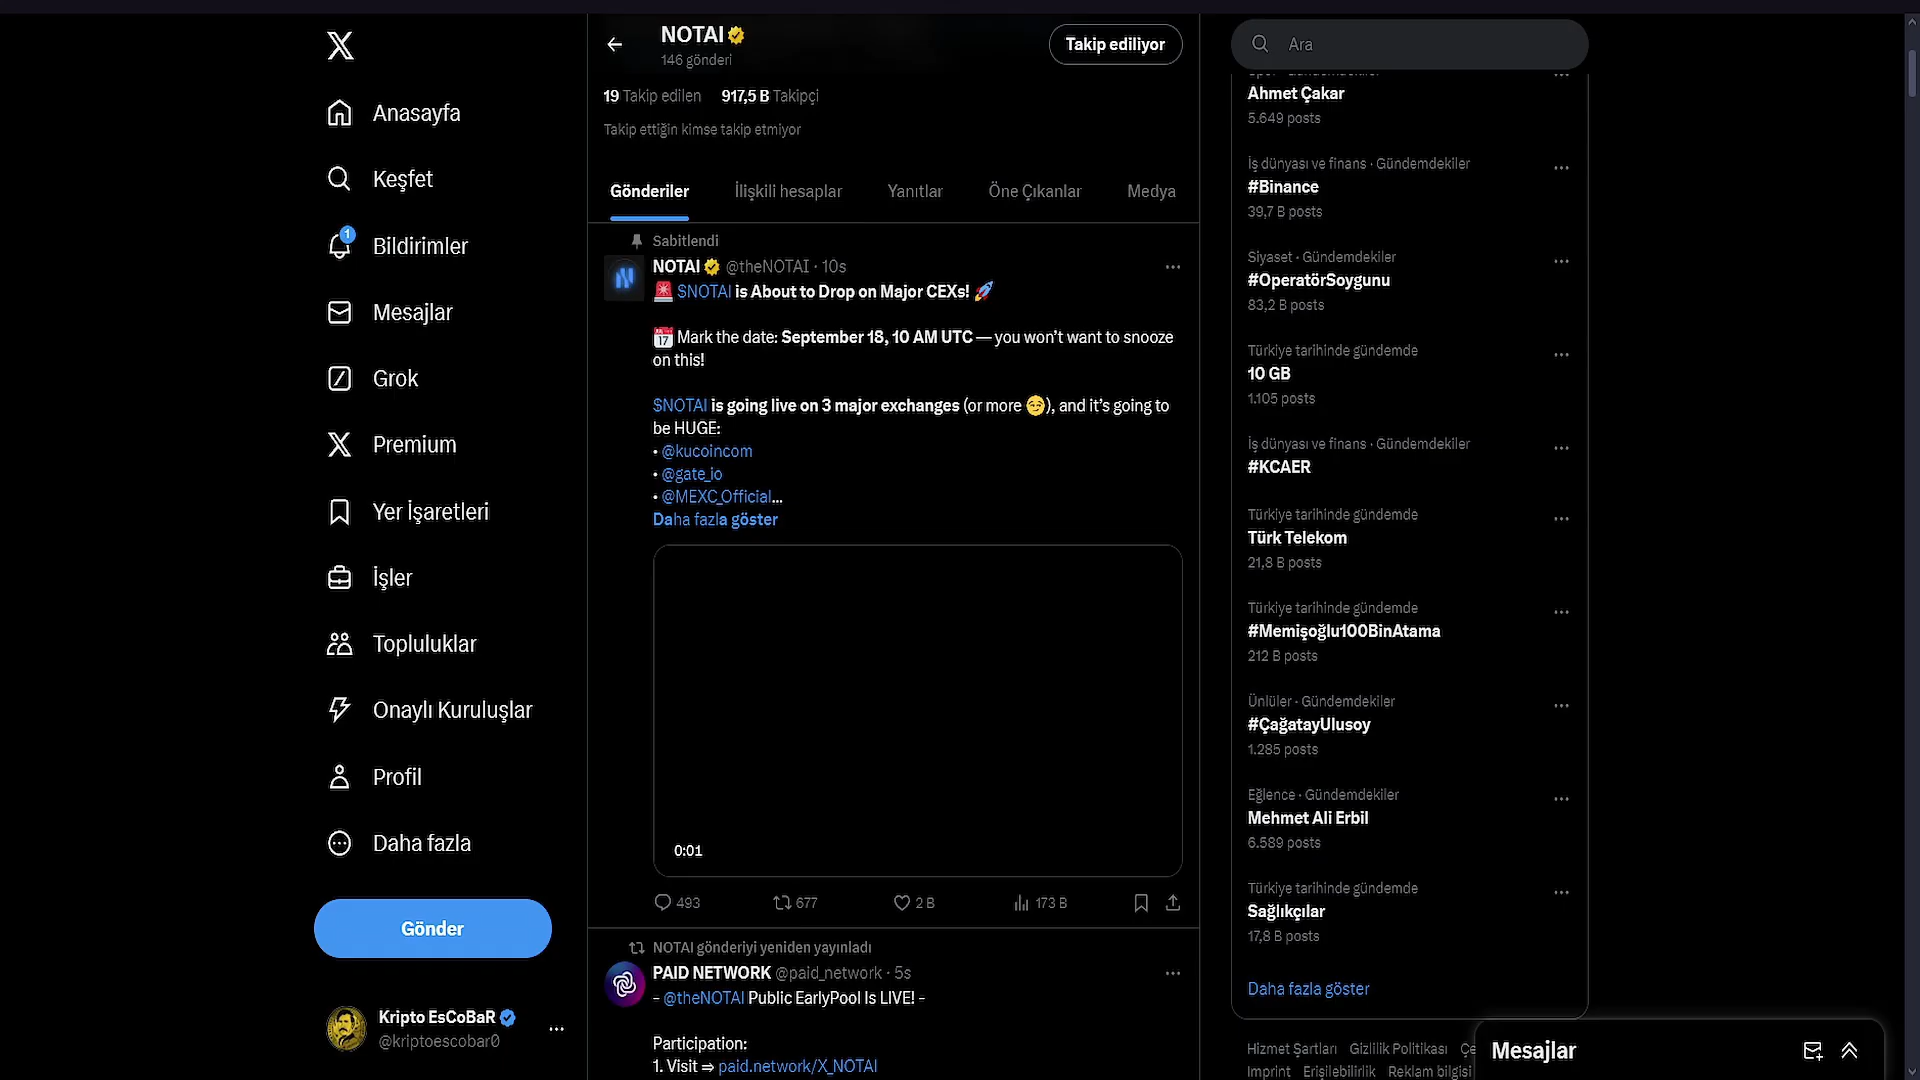 Anasayfa
Keşfet
1
Bildirimler
Mesajlar
Grok
Premium
Yer İşaretleri
İşler
Topluluklar
Onaylı Kuruluşlar
Profil
Daha fazla
Gönder
Kripto EsCoBaR
@kriptoescobar0
NOTAI
146 gönderi
Takip ediliyor
19 Takip edilen 917,5 B Takipçi
Takip ettiğin kimse takip etmiyor
Gönderiler İlişkili hesaplar Yanıtlar Öne Çıkanlar Medya
Sabitlendi
NOTAI @theNOTAI · 10s
🚨 $NOTAI is About to Drop on Major CEXs! 🚀
📅 Mark the date: September 18, 10 AM UTC — you won’t want to snooze
on this!
$NOTAI is going live on 3 major exchanges (or more 😏), and it’s going to
be HUGE:
• @kucoincom
• @gate_io
• @MEXC_Official...
Daha fazla göster
0:01
493 677 2 B 173 B
NOTAI gönderiyi yeniden yayınladı
PAID NETWORK @paid_network · 5s
- @theNOTAI Public EarlyPool Is LIVE! -
Participation:
1. Visit ⇒ paid.network/X_NOTAI
Ara
Ahmet Çakar
5.649 posts
İş dünyası ve finans · Gündemdekiler
#Binance
39,7 B posts
Siyaset · Gündemdekiler
#OperatörSoygunu
83,2 B posts
Türkiye tarihinde gündemde
10 GB
1.105 posts
İş dünyası ve finans · Gündemdekiler
#KCAER
Türkiye tarihinde gündemde
Türk Telekom
21,8 B posts
Türkiye tarihinde gündemde
#Memişoğlu100BinAtama
212 B posts
Ünlüler · Gündemdekiler
#ÇağatayUlusoy
1.285 posts
Eğlence · Gündemdekiler
Mehmet Ali Erbil
6.589 posts
Türkiye tarihinde gündemde
Sağlıkçılar
17,8 B posts
Daha fazla göster
Hizmet Şartları Gizlilik Politikası
Imprint Erişilebilirlik Reklam bilgisi
Mesajlar